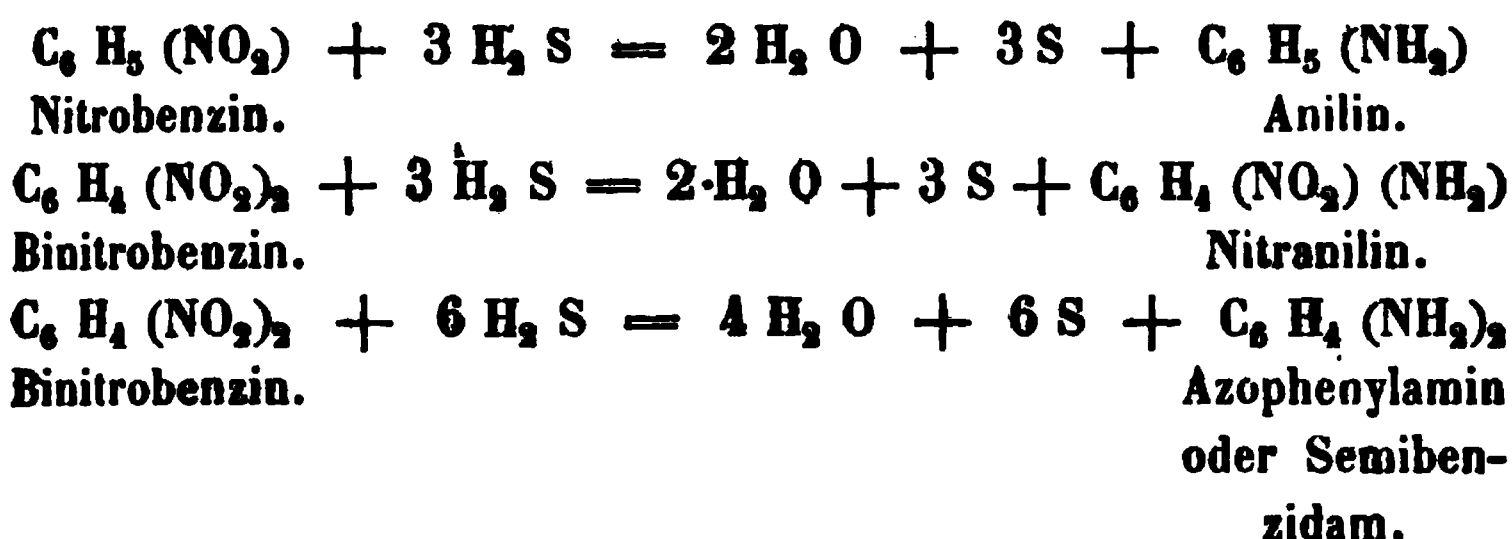 C₆ H₅ (NO₂) + 3 H₂ S = 2 H₂ O + 3 S + C₆ H₅ (NH₂)
Nitrobenzin. Anilin.
C₆ H₄ (NO₂)₂ + 3 H₂ S = 2·H₂ O + 3 S + C₆ H₄ (NO₂) (NH₂)
Binitrobenzin. Nitranilin.
C₆ H₄ (NO₂)₂ + 6 H₂ S = 4 H₂ O + 6 S + C₆ H₄ (NH₂)₂
Binitrobenzin. Azophenylamin
oder Semiben-
zidam.